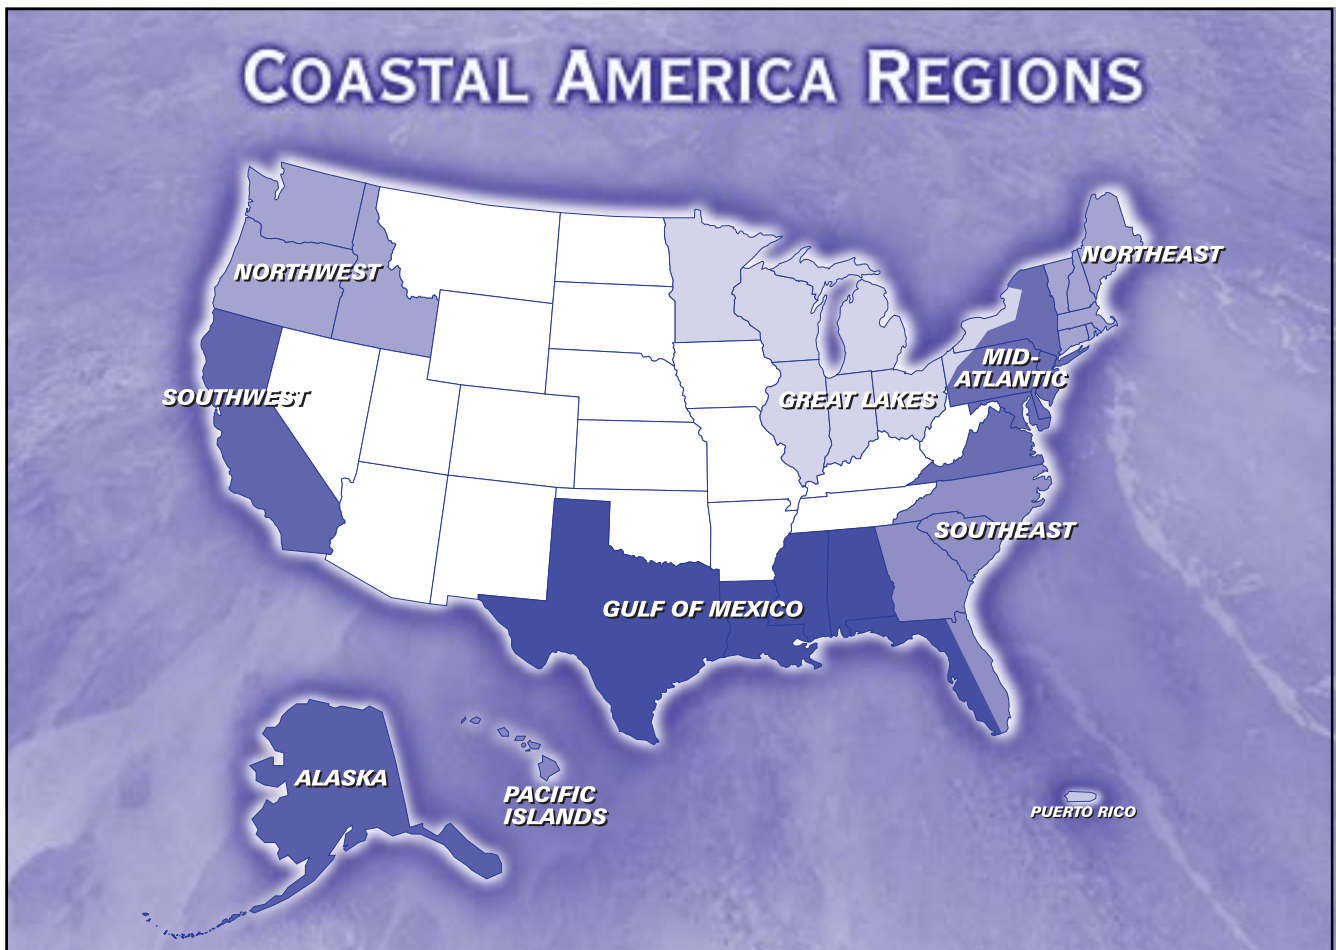 COASTAL AMERICA REGIONS
NORTHEAST
NORTHWEST
MID-
ATLANTIC
SOUTHWEST
GREAT LAKES
SOUTHEAST
GULF OF MEXICO
ALASKA
PACIFIC
ISLANDS
PUERTO RICO